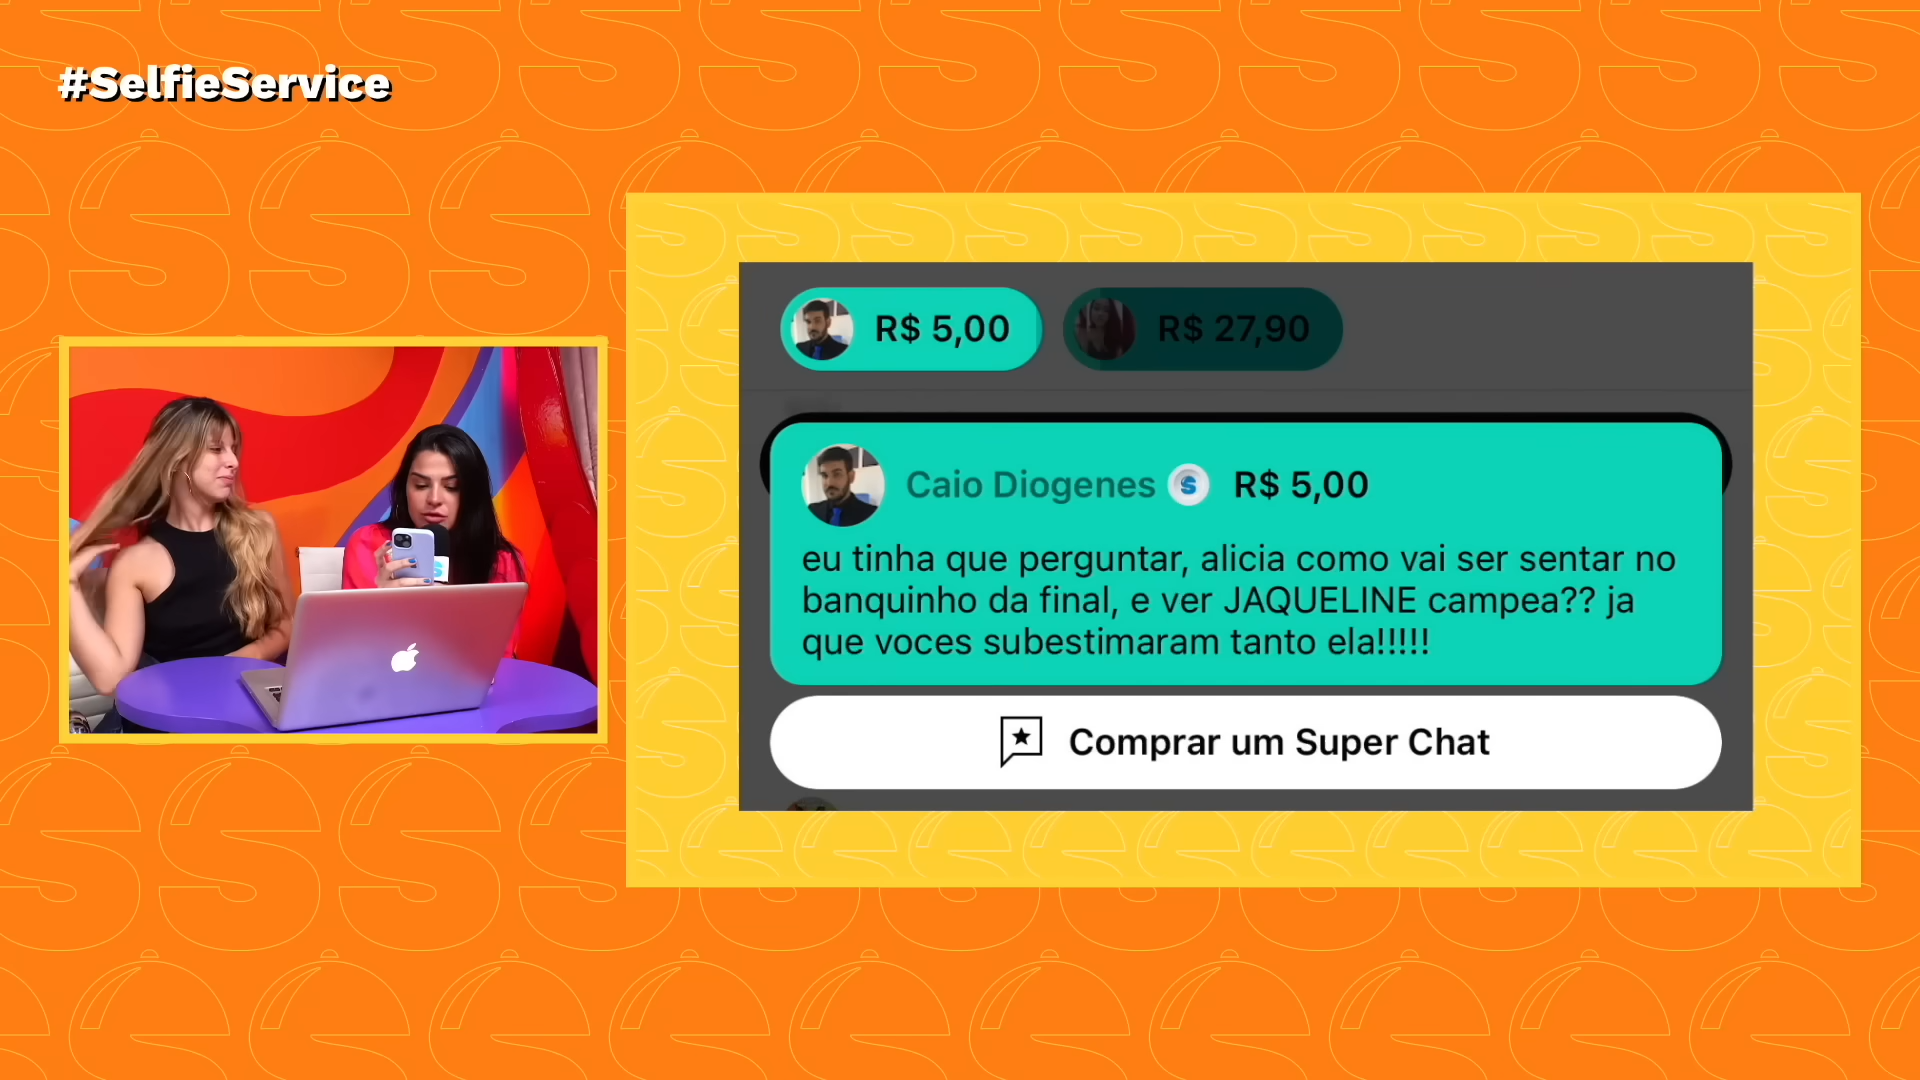 #SelfieService
R$ 5,00
R$ 27,90
Caio Diogenes R$ 5,00
eu tinha que perguntar, alicia como vai ser sentar no
banquinho da final, e ver JAQUELINE campea?? ja
que voces subestimaram tanto ela!!!!!
Comprar um Super Chat